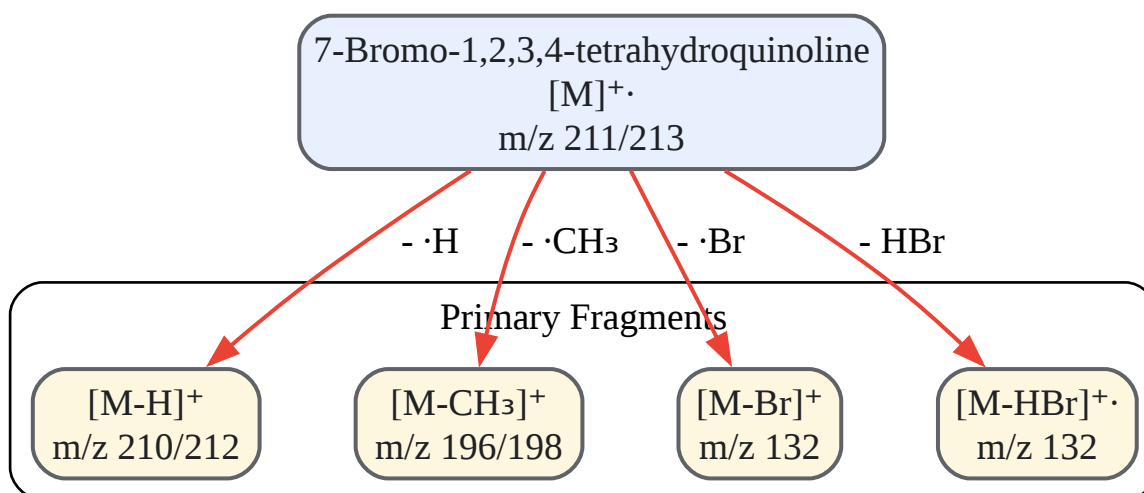 7-Bromo-1,2,3,4-tetrahydroquinoline
[M]⁺·
m/z 211/213
- ·H
- ·CH₃
- ·Br
- HBr
Primary Fragments
[M-H]⁺
m/z 210/212
[M-CH₃]⁺
m/z 196/198
[M-Br]⁺
m/z 132
[M-HBr]⁺·
m/z 132